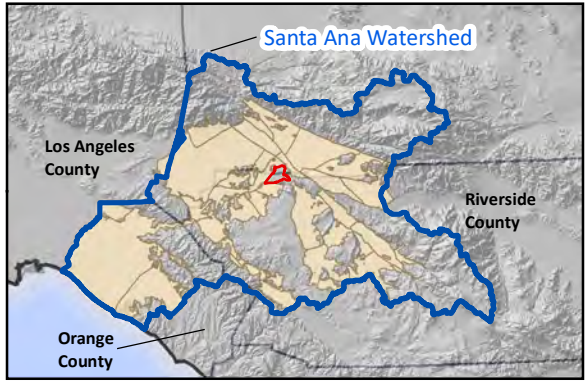 Santa Ana Watershed
Los Angeles
County
Riverside
County
Orange
County